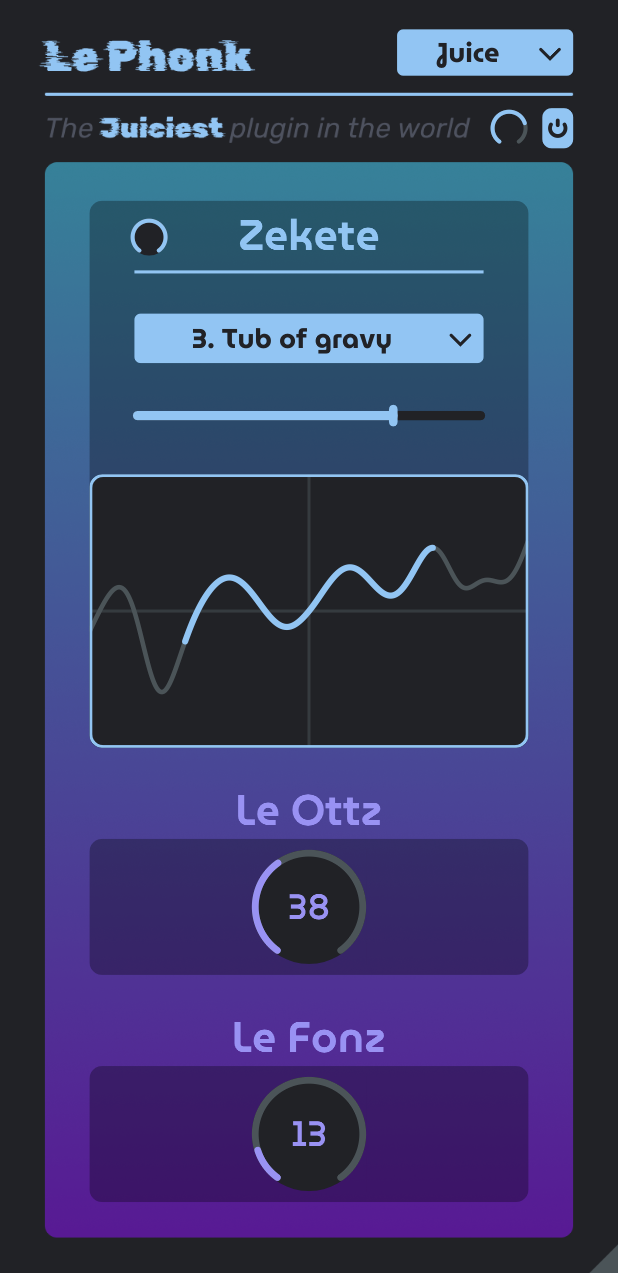 Le Phonk
Juice
The Juiciest plugin in the world
Zekete
3. Tub of gravy
Le Ottz
38
Le Fonz
13